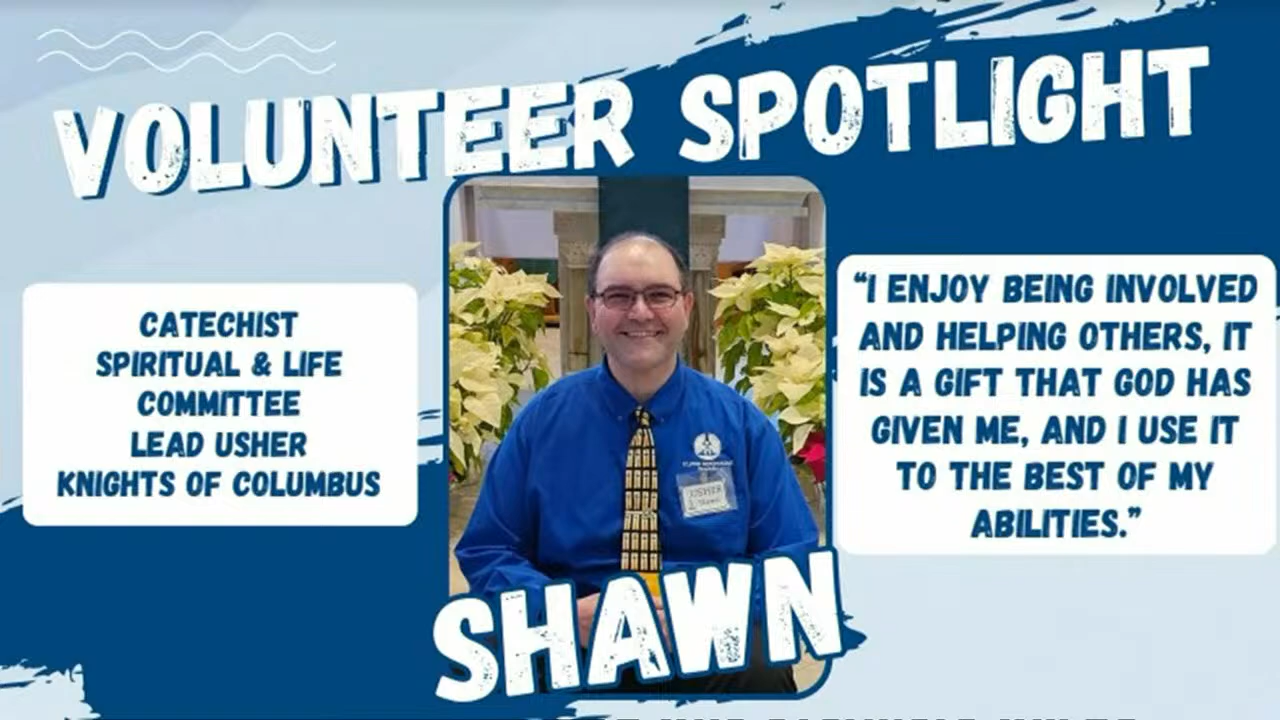 VOLUNTEER SPOTLIGHT
CATECHIST
SPIRITUAL & LIFE
COMMITTEE
LEAD USHER
KNIGHTS OF COLUMBUS
“I ENJOY BEING INVOLVED
AND HELPING OTHERS, IT
IS A GIFT THAT GOD HAS
GIVEN ME, AND I USE IT
TO THE BEST OF MY
ABILITIES.”
USHER
Shawn
SHAWN